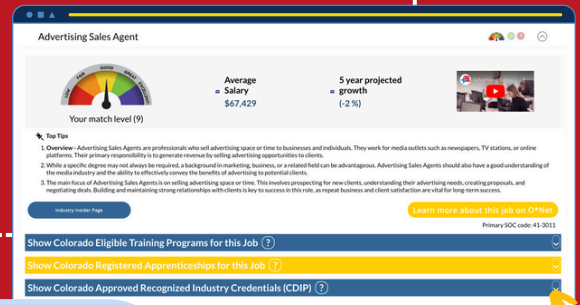 Advertising Sales Agent
LOW
FAIR
GOOD
GREAT
EXCELLENT
Your match level (9)
Average
Salary
$67,429
5 year projected
growth
(-2 %)
Top Tips
1. Overview - Advertising Sales Agents are professionals who sell advertising space or time to businesses and individuals. They work for media outlets such as newspapers, TV stations, or online
platforms. Their primary responsibility is to generate revenue by selling advertising opportunities to clients.
2. While a specific degree may not always be required, a background in marketing, business, or a related field can be advantageous. Advertising Sales Agents should also have a good understanding of
the media industry and the ability to effectively convey the benefits of advertising to potential clients.
3. The main focus of Advertising Sales Agents is on selling advertising space or time. This involves prospecting for new clients, understanding their advertising needs, creating proposals, and
negotiating deals. Building and maintaining strong relationships with clients is key to success in this role, as repeat business and client satisfaction are vital for long-term success.
Industry Insider Page
Learn more about this job on O*Net
Primary SOC code: 41-3011
Show Colorado Eligible Training Programs for this Job ?
Show Colorado Registered Apprenticeships for this Job ?
Show Colorado Approved Recognized Industry Credentials (CDIP) ?